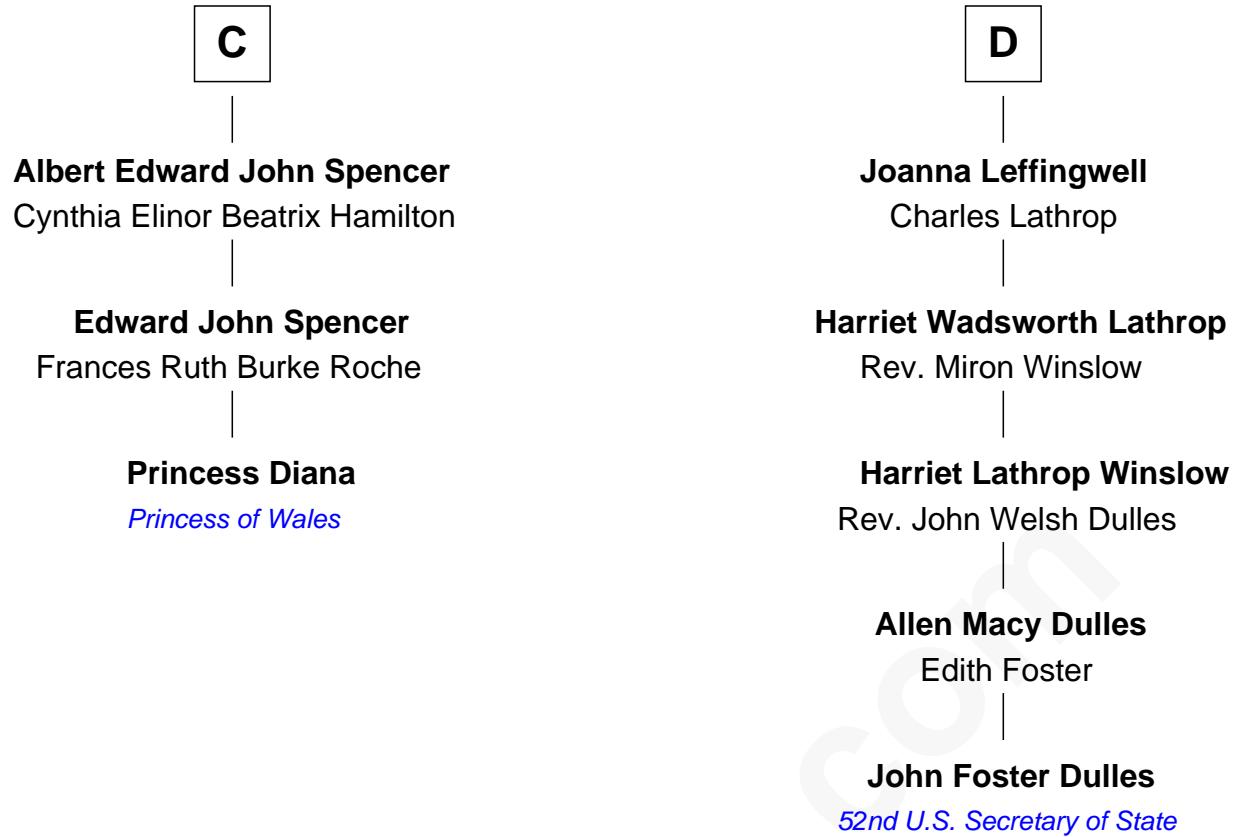 C
Albert Edward John Spencer
Cynthia Elinor Beatrix Hamilton
Edward John Spencer
Frances Ruth Burke Roche
Princess Diana
Princess of Wales
D
Joanna Leffingwell
Charles Lathrop
Harriet Wadsworth Lathrop
Rev. Miron Winslow
Harriet Lathrop Winslow
Rev. John Welsh Dulles
Allen Macy Dulles
Edith Foster
John Foster Dulles
52nd U.S. Secretary of State
com